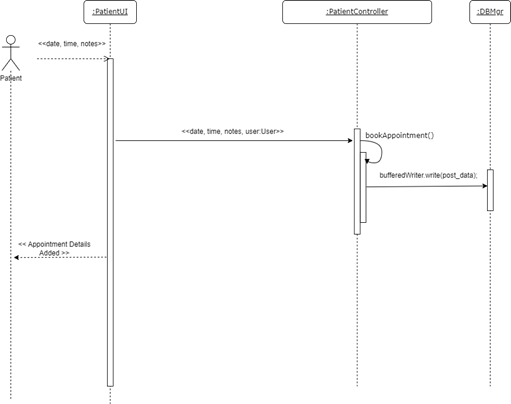 :PatientUI
:PatientController
:DBMgr
<<date, time, notes>>
Patient
<<date, time, notes, user:User>>
bookAppointment()
bufferedWriter.write(post_data);
<< Appointment Details
Added >>